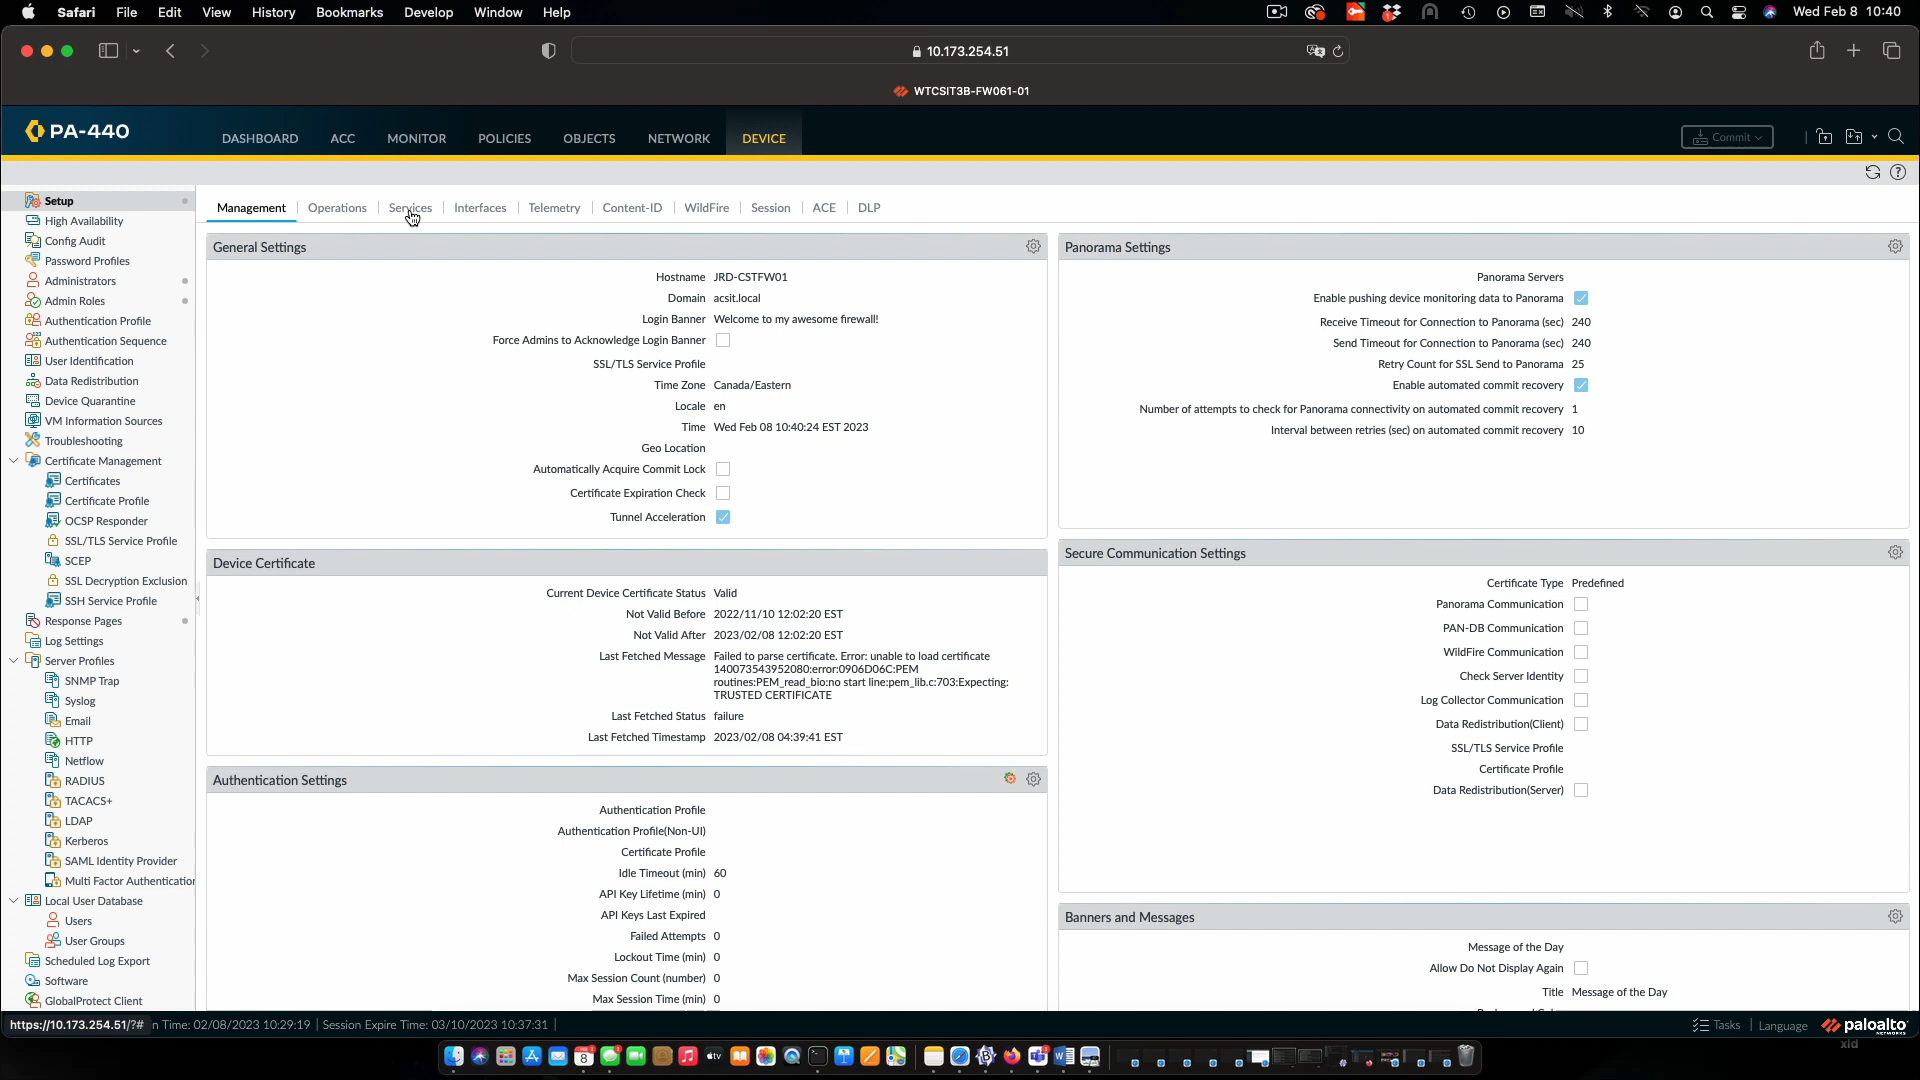 Safari File Edit View History Bookmarks Develop Window Help Wed Feb 8 10:40
10.173.254.51
WTCSIT3B-FW061-01
PA-440 DASHBOARD ACC MONITOR POLICIES OBJECTS NETWORK DEVICE Commit
Setup
High Availability
Config Audit
Password Profiles
Administrators
Admin Roles
Authentication Profile
Authentication Sequence
User Identification
Data Redistribution
Device Quarantine
VM Information Sources
Troubleshooting
Certificate Management
Certificates
Certificate Profile
OCSP Responder
SSL/TLS Service Profile
SCEP
SSL Decryption Exclusion
SSH Service Profile
Response Pages
Log Settings
Server Profiles
SNMP Trap
Syslog
Email
HTTP
Netflow
RADIUS
TACACS+
LDAP
Kerberos
SAML Identity Provider
Multi Factor Authentication
Local User Database
Users
User Groups
Scheduled Log Export
Software
GlobalProtect Client
Management Operations Services Interfaces Telemetry Content-ID WildFire Session ACE DLP
General Settings
Hostname JRD-CSTFW01
Domain acsit.local
Login Banner Welcome to my awesome firewall!
Force Admins to Acknowledge Login Banner
SSL/TLS Service Profile
Time Zone Canada/Eastern
Locale en
Time Wed Feb 08 10:40:24 EST 2023
Geo Location
Automatically Acquire Commit Lock
Certificate Expiration Check
Tunnel Acceleration
Device Certificate
Current Device Certificate Status Valid
Not Valid Before 2022/11/10 12:02:20 EST
Not Valid After 2023/02/08 12:02:20 EST
Last Fetched Message Failed to parse certificate. Error: unable to load certificate
140073543952080:error:0906D06C:PEM
routines:PEM_read_bio:no start line:pem_lib.c:703:Expecting:
TRUSTED CERTIFICATE
Last Fetched Status failure
Last Fetched Timestamp 2023/02/08 04:39:41 EST
Authentication Settings
Authentication Profile
Authentication Profile(Non-UI)
Certificate Profile
Idle Timeout (min) 60
API Key Lifetime (min) 0
API Keys Last Expired
Failed Attempts 0
Lockout Time (min) 0
Max Session Count (number) 0
Max Session Time (min) 0
Panorama Settings
Panorama Servers
Enable pushing device monitoring data to Panorama
Receive Timeout for Connection to Panorama (sec) 240
Send Timeout for Connection to Panorama (sec) 240
Retry Count for SSL Send to Panorama 25
Enable automated commit recovery
Number of attempts to check for Panorama connectivity on automated commit recovery 1
Interval between retries (sec) on automated commit recovery 10
Secure Communication Settings
Certificate Type Predefined
Panorama Communication
PAN-DB Communication
WildFire Communication
Check Server Identity
Log Collector Communication
Data Redistribution(Client)
SSL/TLS Service Profile
Certificate Profile
Data Redistribution(Server)
Banners and Messages
Message of the Day
Allow Do Not Display Again
Title Message of the Day
https://10.173.254.51/?# n Time: 02/08/2023 10:29:19 | Session Expire Time: 03/10/2023 10:37:31 | Tasks | Language paloalto
NETWORKS
xld